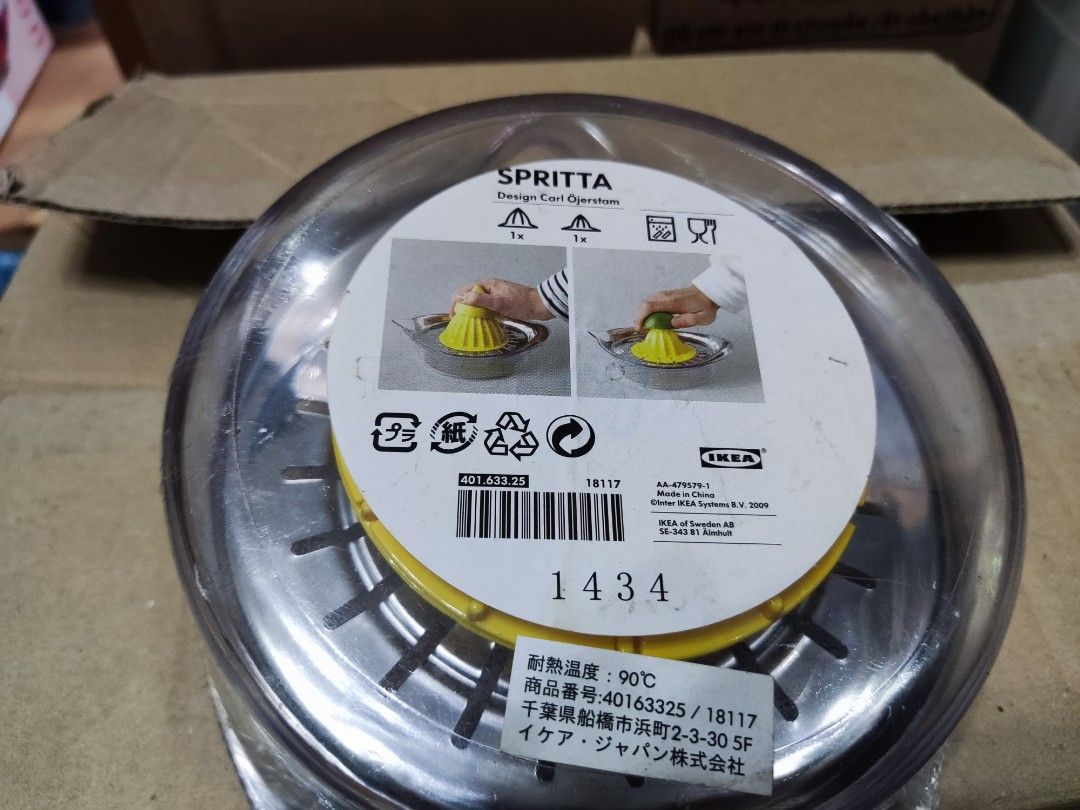 SPRITTA
Design Carl Öjerstam
1x 1x
プラ 紙
IKEA
401.633.25 18117
AA-479579-1
Made in China
©Inter IKEA Systems B.V. 2009
IKEA of Sweden AB
SE-343 81 Älmhult
1434
耐熱温度：90℃
商品番号:40163325 / 18117
千葉県船橋市浜町2-3-30 5F
イケア・ジャパン株式会社